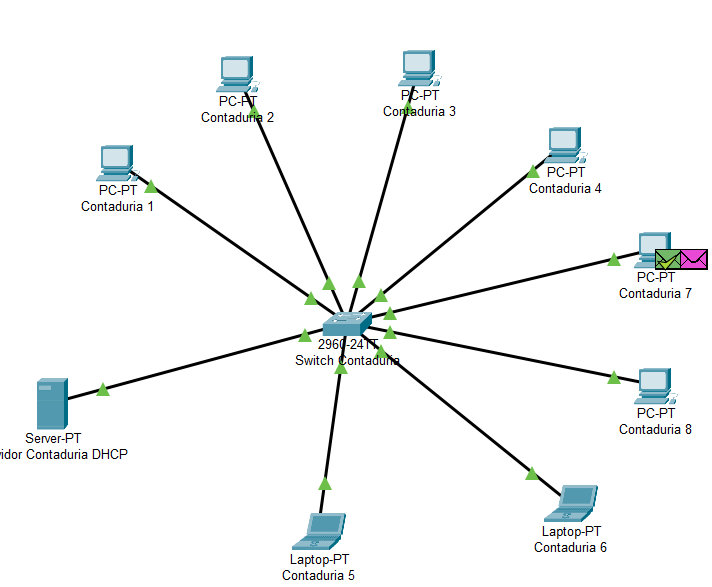 PC-PT
Contaduria 3
PC-PT
Contaduria 2
PC-PT
Contaduria 4
PC-PT
Contaduria 1
PC-PT
Contaduria 7
2960-24TT
Switch Contaduria
PC-PT
Contaduria 8
Server-PT
vidor Contaduria DHCP
Laptop-PT
Contaduria 6
Laptop-PT
Contaduria 5